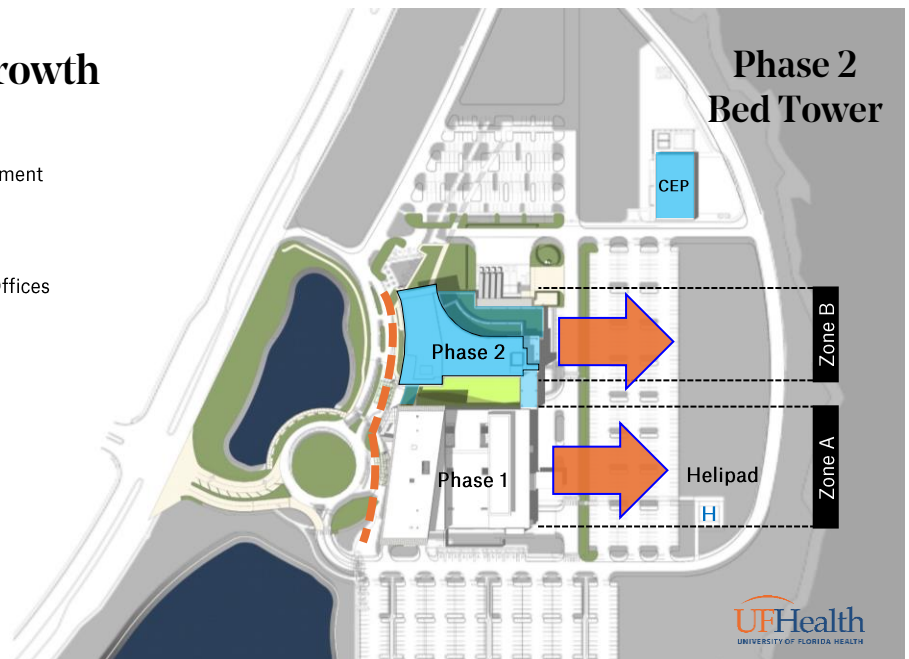 rowth
ment
ffices
Phase 2
Bed Tower
CEP
Phase 2
Zone B
Phase 1
Zone A
Helipad
H
UFHealth
UNIVERSITY OF FLORIDA HEALTH